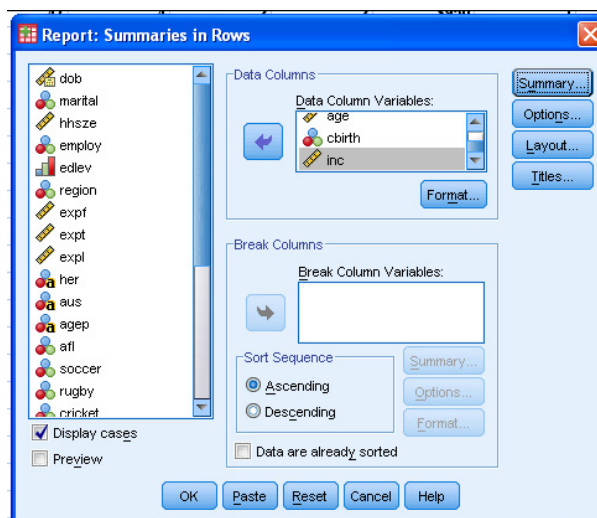 Report: Summaries in Rows
dob
marital
hhsze
employ
edlev
region
expf
expt
expl
her
aus
agep
afl
soccer
rugby
cricket
Display cases
Preview
Data Columns
Data Column Variables:
age
cbirth
inc
Format...
Break Columns
Break Column Variables:
Sort Sequence
Ascending
Descending
Data are already sorted
Summary...
Options...
Format...
Summary...
Options...
Layout...
Titles...
OK
Paste
Reset
Cancel
Help